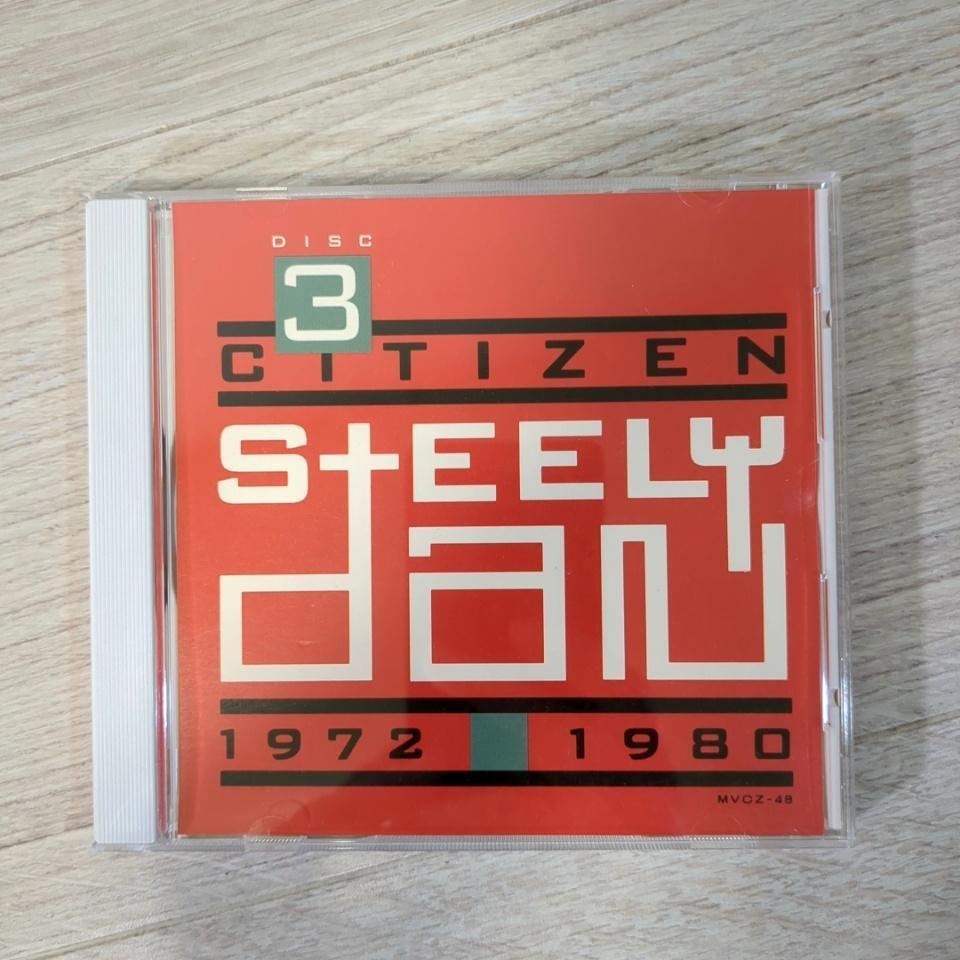 DISC
3
CITIZEN
STEELY
dan
1972 1980
MVCZ-48